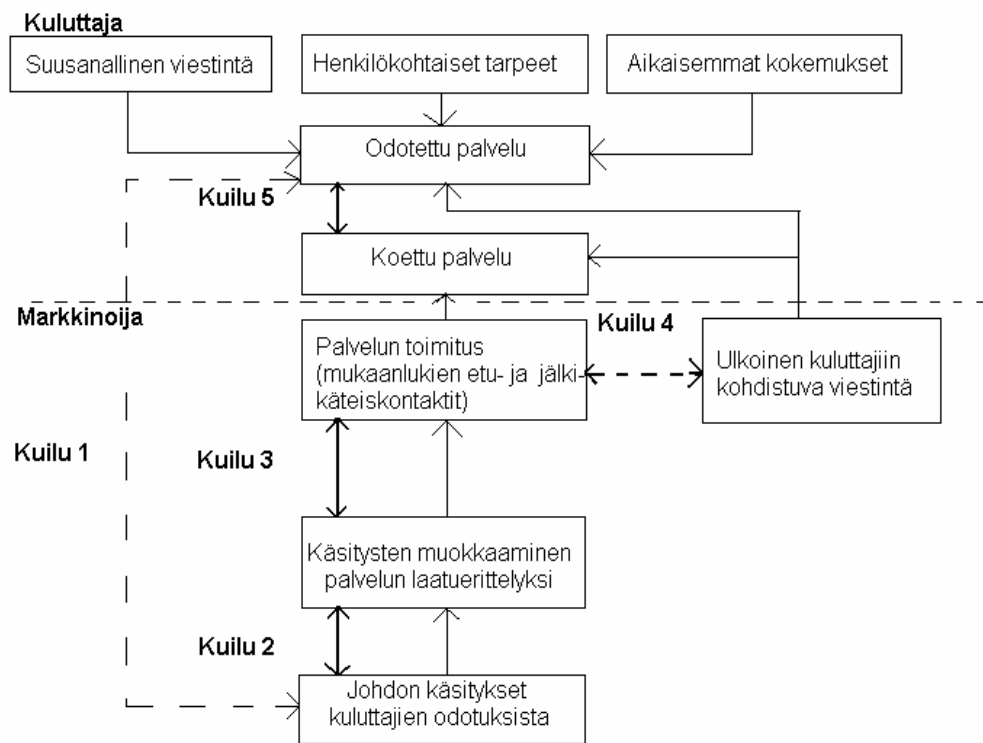 Kuluttaja
Suusanallinen viestintä
Henkilökohtaiset tarpeet
Aikaisemmat kokemukset
Odotettu palvelu
Kuilu 5
Koettu palvelu
Markkinoija
Kuilu 4
Palvelun toimitus
(mukaanlukien etu- ja jälki-
käteiskontaktit)
Ulkoinen kuluttajiin
kohdistuva viestintä
Kuilu 1
Kuilu 3
Käsitysten muokkaaminen
palvelun laatuerittelyksi
Kuilu 2
Johdon käsitykset
kuluttajien odotuksista